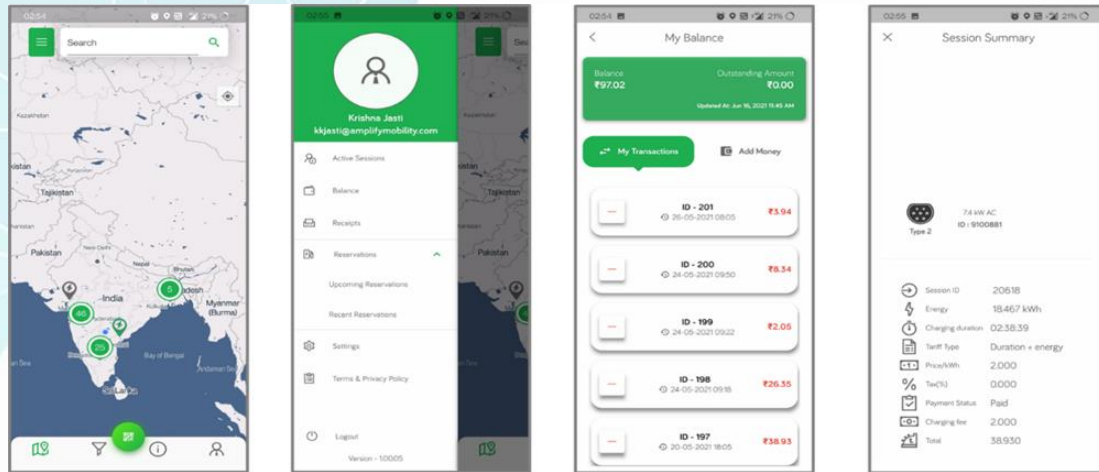 02:54
21%
Search
Kazakhstan
Tajikistan
Pakistan
New Delhi
Nepal
Bhutan
India
Myanmar
(Burma)
46
5
25
Bay of Bengal
Andaman Sea
Sri Lanka
02:55
21%
Krishna Jasti
kkjasti@amplifymobility.com
Active Sessions
Balance
Receipts
Reservations
Upcoming Reservations
Recent Reservations
Settings
Terms & Privacy Policy
Logout
Version - 1.00.05
02:54
21%
My Balance
Balance Outstanding Amount
₹97.02 ₹0.00
Updated At: Jun 16, 2021 11:45 AM
My Transactions Add Money
ID - 201
26-05-2021 08:05 ₹3.94
ID - 200
24-05-2021 09:50 ₹8.34
ID - 199
24-05-2021 09:22 ₹2.05
ID - 198
24-05-2021 09:18 ₹26.35
ID - 197
20-05-2021 18:05 ₹38.93
02:55
21%
Session Summary
7.4 kW AC
ID : 9100881
Type 2
Session ID 20618
Energy 18.467 kWh
Charging duration 02:38:39
Tariff Type Duration + energy
Price/kWh 2.000
Tax(%) 0.000
Payment Status Paid
Charging fee 2.000
Total 38.930